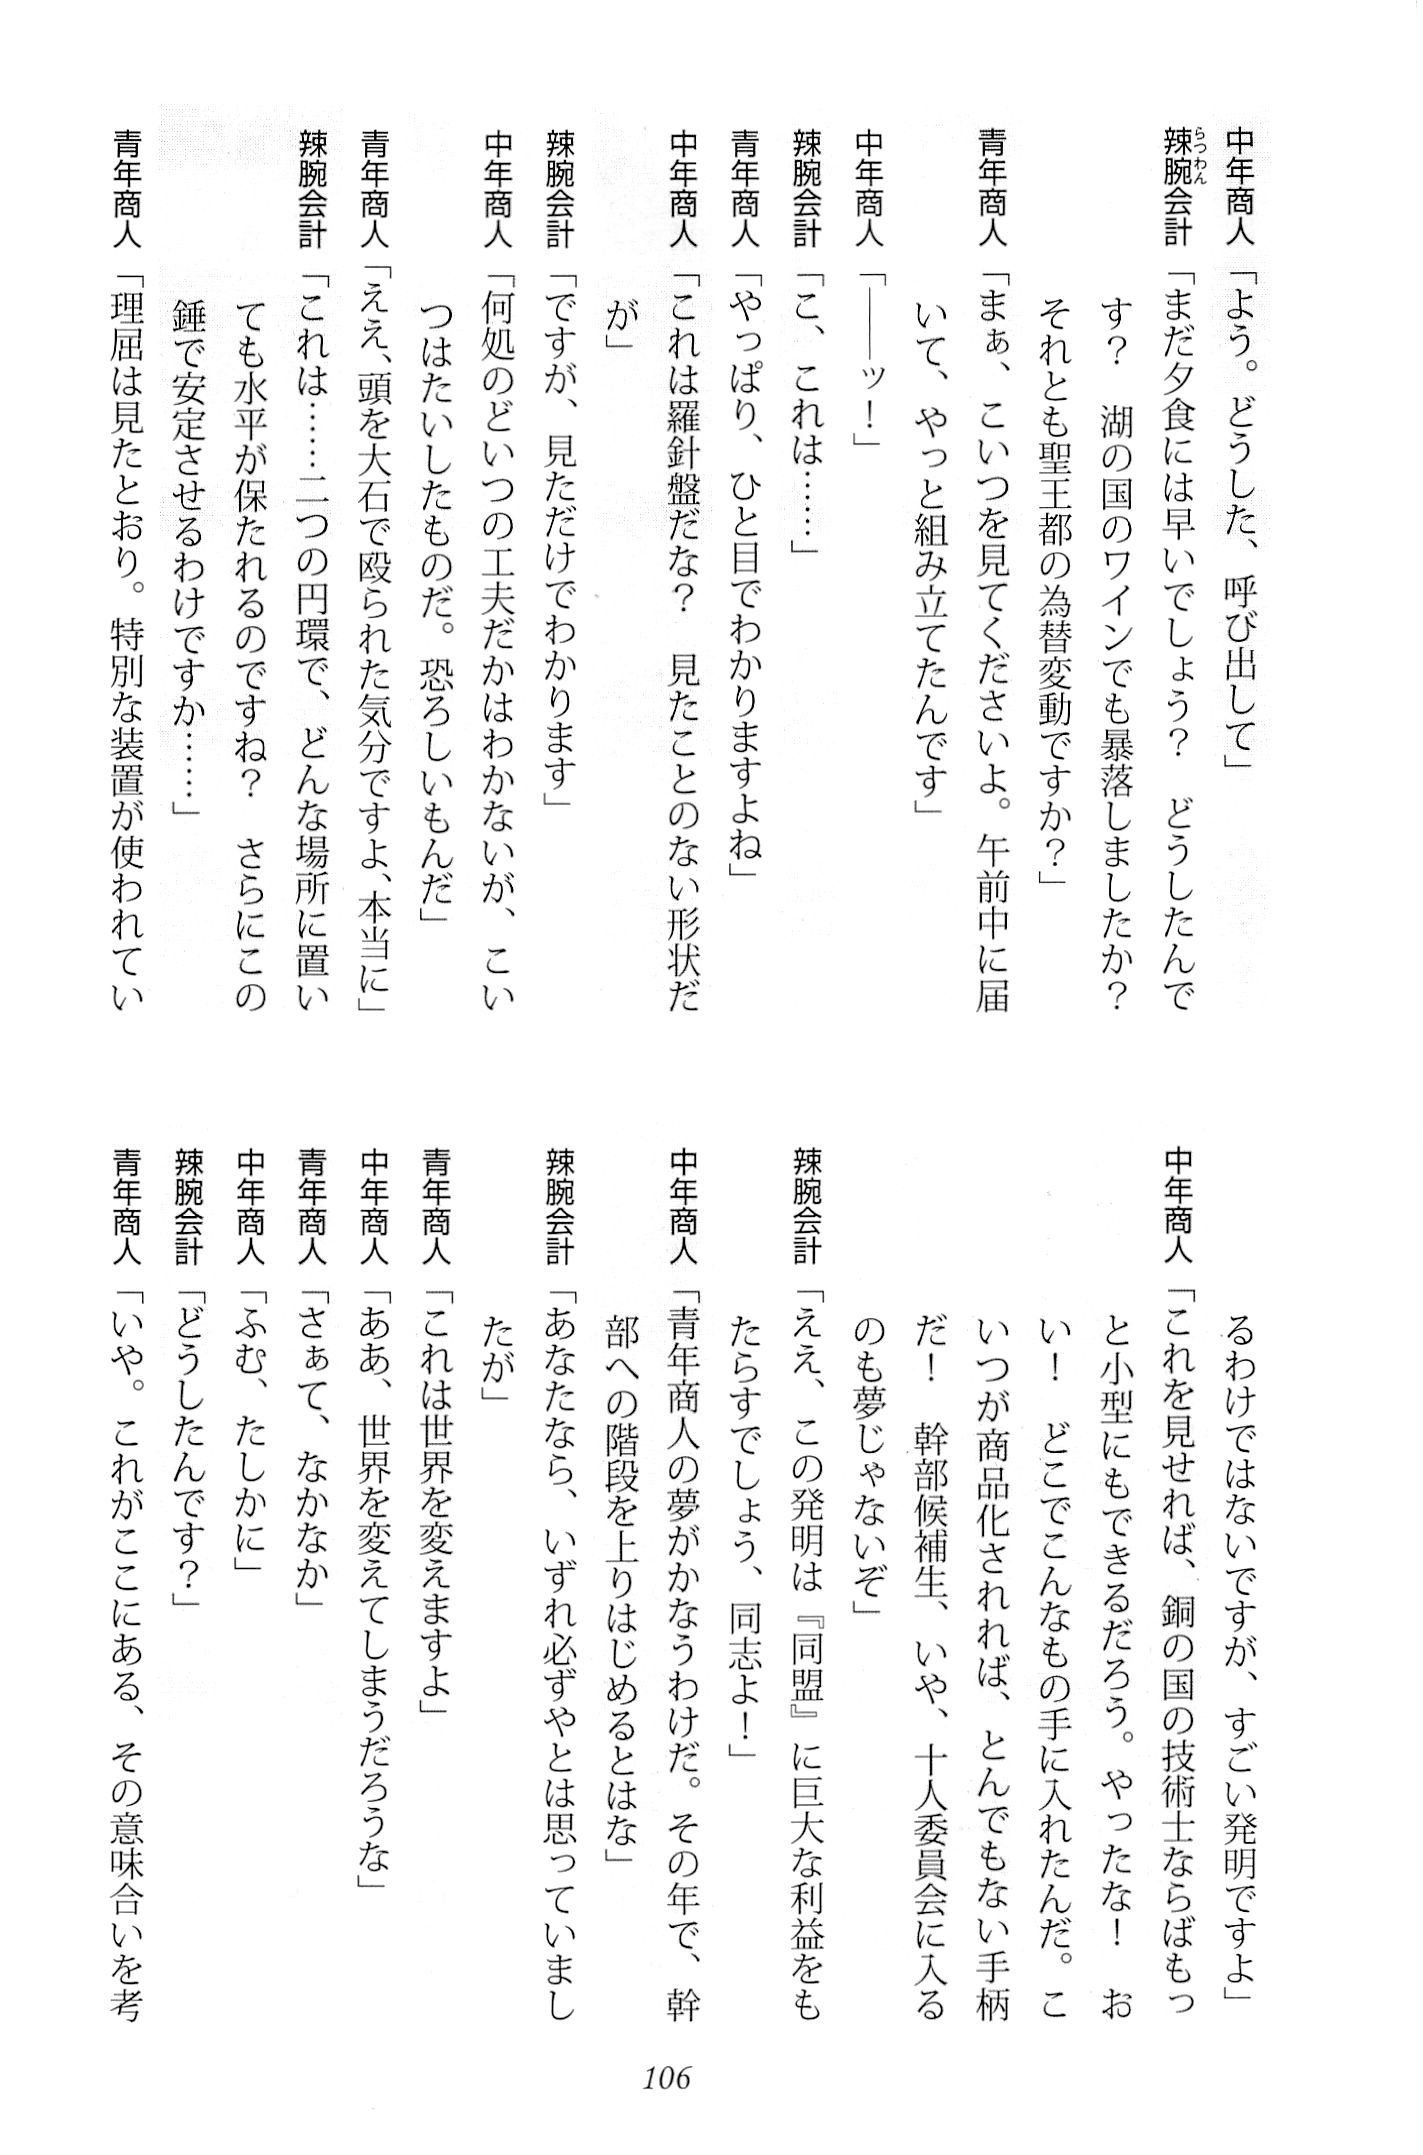 中年商人「よう。どうした、呼び出して」
辣腕会計「まだ夕食には早いでしょう？　どうしたんで
す？　湖の国のワインでも暴落しましたか？
それとも聖王都の為替変動ですか？」
青年商人「まぁ、こいつを見てくださいよ。午前中に届
いて、やっと組み立てたんです」
中年商人「――ッ！」
辣腕会計「こ、これは……」
青年商人「やっぱり、ひと目でわかりますよね」
中年商人「これは羅針盤だな？　見たことのない形状だ
が」
辣腕会計「ですが、見ただけでわかります」
中年商人「何処のどいつの工夫だかはわかないが、こい
つはたいしたものだ。恐ろしいもんだ」
青年商人「ええ、頭を大石で殴られた気分ですよ、本当に」
辣腕会計「これは……二つの円環で、どんな場所に置い
ても水平が保たれるのですね？　さらにこの
錘で安定させるわけですか……」
青年商人「理屈は見たとおり。特別な装置が使われてい
るわけではないですが、すごい発明ですよ」
中年商人「これを見せれば、銅の国の技術士ならばもっ
と小型にもできるだろう。やったな！　お
い！　どこでこんなもの手に入れたんだ。こ
いつが商品化されれば、とんでもない手柄
だ！　幹部候補生、いや、十人委員会に入る
のも夢じゃないぞ」
辣腕会計「ええ、この発明は『同盟』に巨大な利益をも
たらすでしょう、同志よ！」
中年商人「青年商人の夢がかなうわけだ。その年で、幹
部への階段を上りはじめるとはな」
辣腕会計「あなたなら、いずれ必ずやとは思っていまし
たが」
青年商人「これは世界を変えますよ」
中年商人「ああ、世界を変えてしまうだろうな」
青年商人「さぁて、なかなか」
中年商人「ふむ、たしかに」
辣腕会計「どうしたんです？」
青年商人「いや。これがここにある、その意味合いを考
らつわん
106